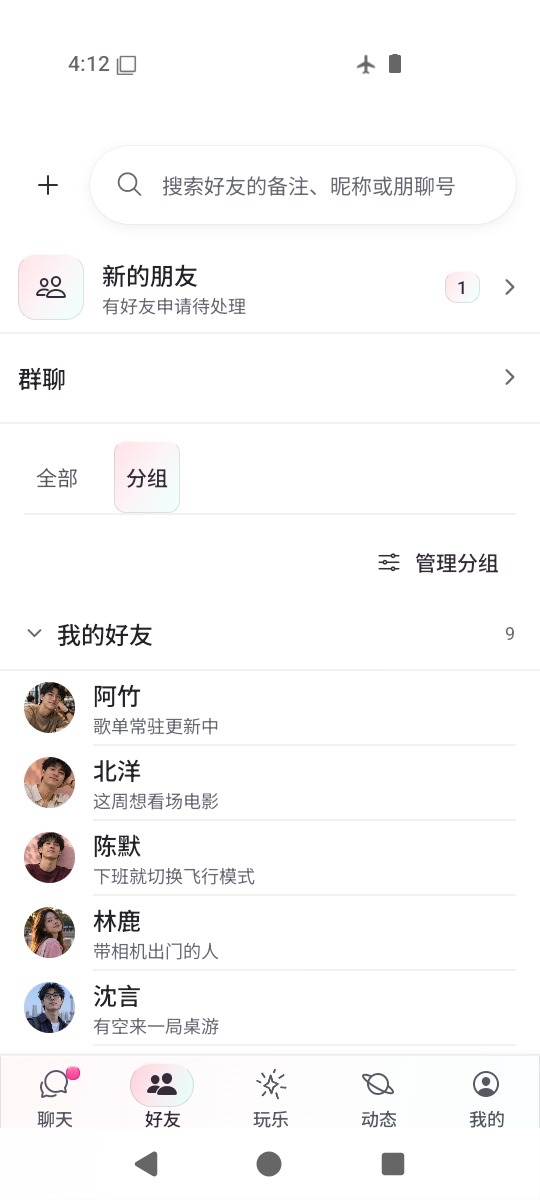 4:12
搜索好友的备注、昵称或朋聊号
新的朋友
有好友申请待处理
1
群聊
全部
分组
管理分组
我的好友
9
阿竹
歌单常驻更新中
北洋
这周想看场电影
陈默
下班就切换飞行模式
林鹿
带相机出门的人
沈言
有空来一局桌游
聊天
好友
玩乐
动态
我的